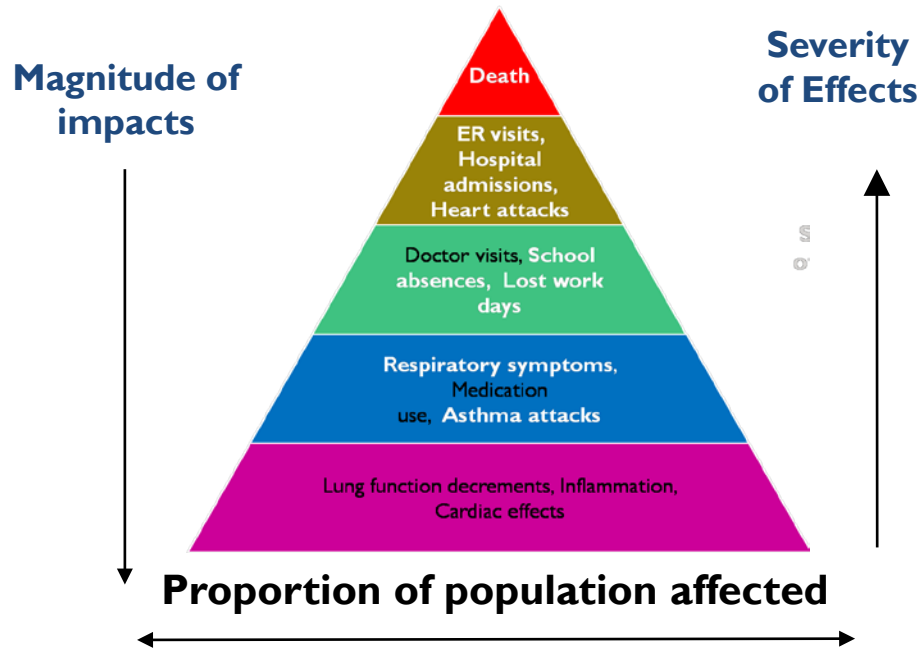 Magnitude of
impacts
Severity
of Effects
Death
ER visits,
Hospital
admissions,
Heart attacks
Doctor visits, School
absences, Lost work
days
Respiratory symptoms,
Medication
use, Asthma attacks
Lung function decrements, Inflammation,
Cardiac effects
Proportion of population affected